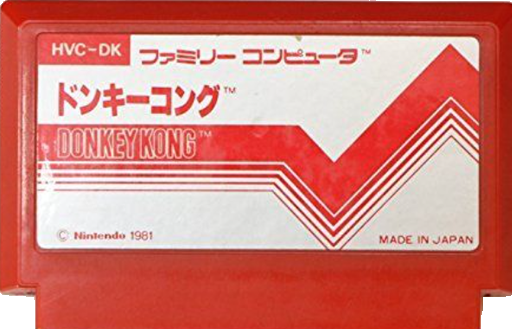 HVC-DK
ファミリー コンピュータ™
ドンキーコング™
DONKEY KONG™
© Nintendo 1981
MADE IN JAPAN